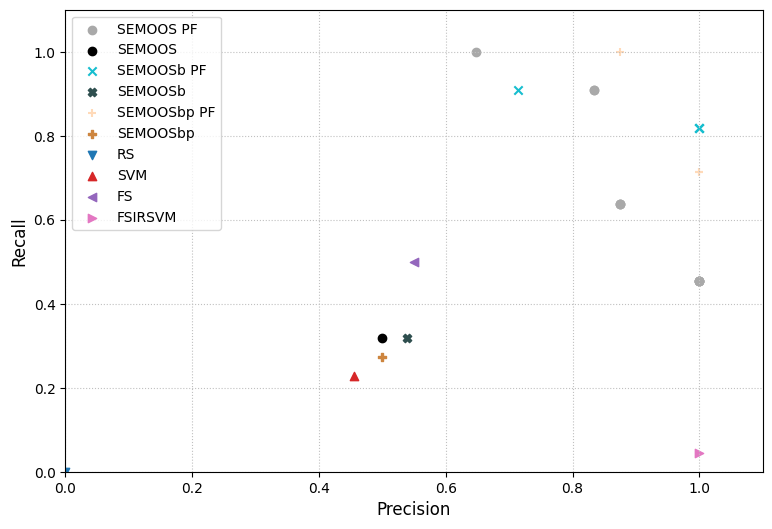 SEMOOS PF
SEMOOS
SEMOOSb PF
SEMOOSb
SEMOOSbp PF
SEMOOSbp
RS
SVM
FS
FSIRSVM
Recall
1.0
0.8
0.6
0.4
0.2
0.0
0.0 0.2 0.4 0.6 0.8 1.0
Precision